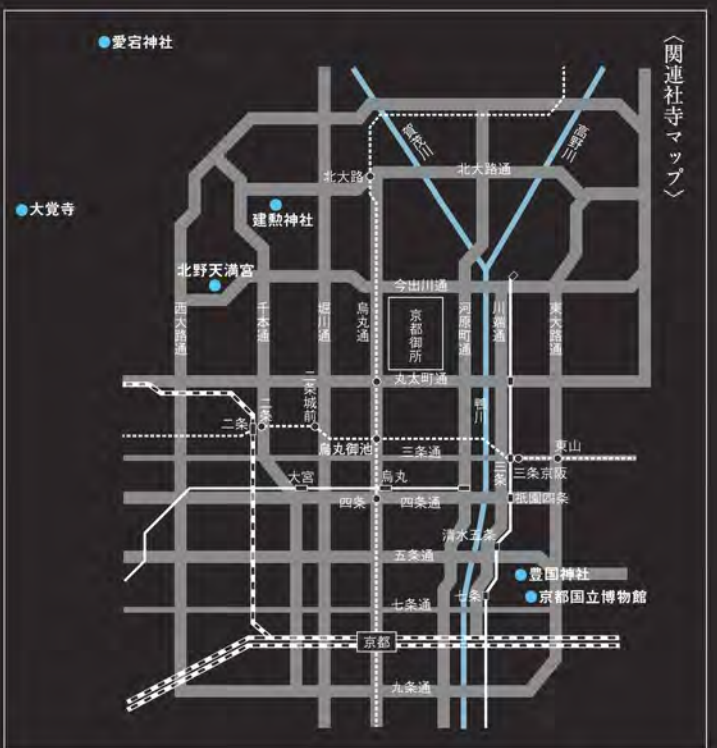 〈関連社寺マップ〉
愛宕神社
賀茂川
高野川
北大路
北大路通
大覚寺
建勲神社
北野天満宮
今出川通
西大路通
千本通
堀川通
烏丸通
京都御所
河原町通
川端通
東大路通
丸太町通
二条城前
二条
二条
鴨川
烏丸御池
三条通
三条
東山
三条京阪
大宮
烏丸
四条
四条通
祇園四条
清水五条
五条通
豊国神社
七条
京都国立博物館
七条通
京都
九条通